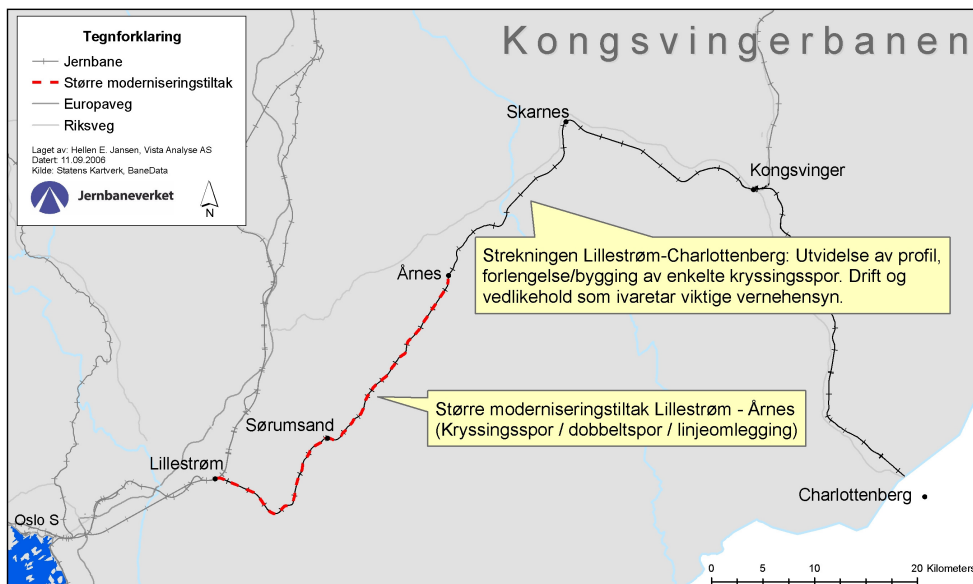 Kongsvingerbanen
Tegnforklaring
Jernbane
Større moderniseringstiltak
Europaveg
Riksveg
Laget av: Hellen E. Jansen, Vista Analyse AS
Datert: 11.09.2006
Kilde: Statens Kartverk, BaneData
Jernbaneverket
N
Skarnes
Kongsvinger
Strekningen Lillestrøm-Charlottenberg: Utvidelse av profil,
forlengelse/bygging av enkelte kryssingsspor. Drift og
vedlikehold som ivaretar viktige vernehensyn.
Årnes
Større moderniseringstiltak Lillestrøm - Årnes
(Kryssingsspor / dobbeltspor / linjeomlegging)
Sørumsand
Lillestrøm
Charlottenberg
Oslo S
0 5 10 20 Kilometers